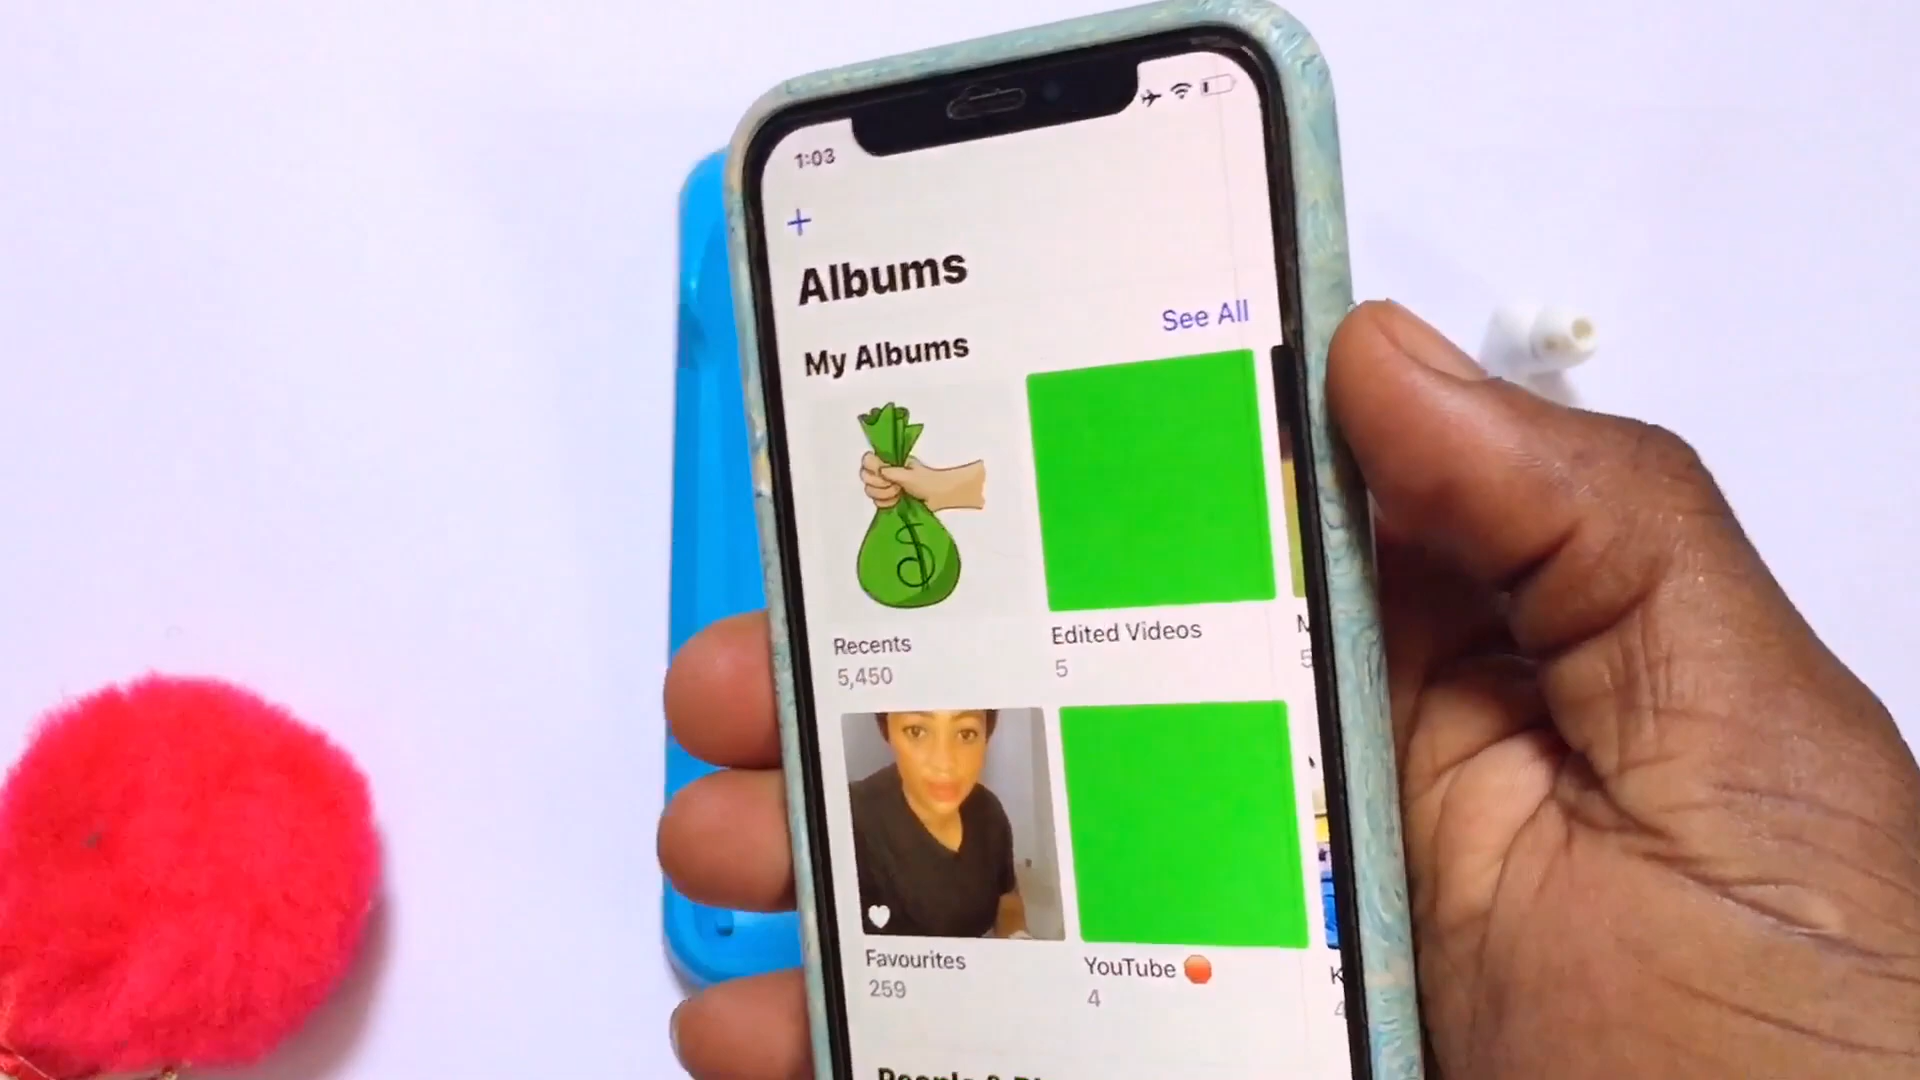 1:03
+
Albums
My Albums
See All
$
Recents
5,450
Edited Videos
5
Favourites
259
YouTube 🔴
4